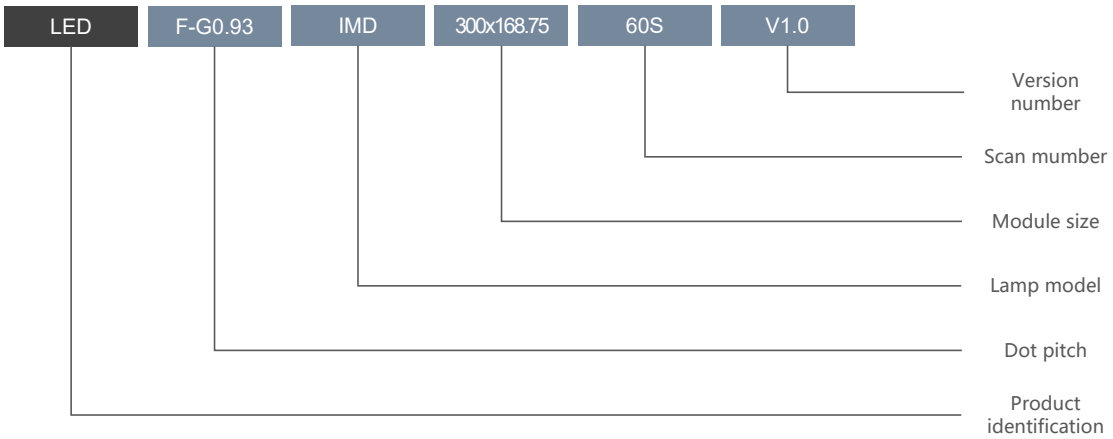 LED F-G0.93 IMD 300x168.75 60S V1.0
Version
number
Scan mumber
Module size
Lamp model
Dot pitch
Product
identification